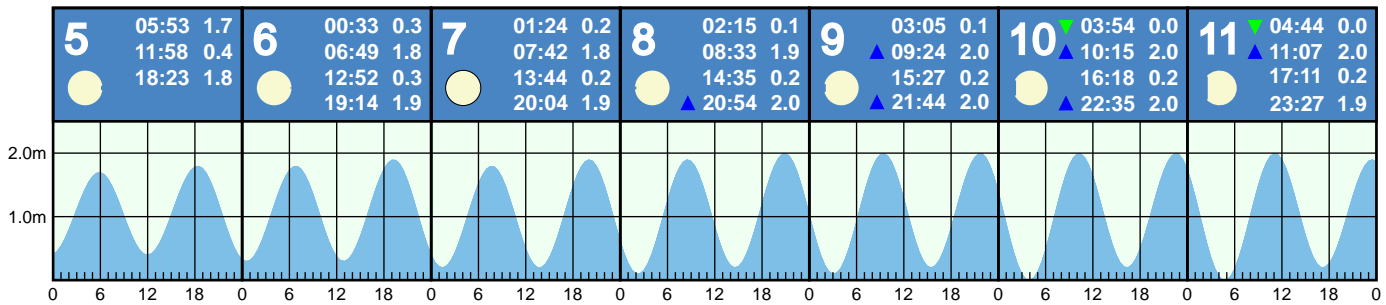 5 05:53 1.7
11:58 0.4
18:23 1.8
6 00:33 0.3
06:49 1.8
12:52 0.3
19:14 1.9
7 01:24 0.2
07:42 1.8
13:44 0.2
20:04 1.9
8 02:15 0.1
08:33 1.9
14:35 0.2
▲ 20:54 2.0
9 03:05 0.1
▲ 09:24 2.0
15:27 0.2
▲ 21:44 2.0
10 ▼ 03:54 0.0
▲ 10:15 2.0
16:18 0.2
▲ 22:35 2.0
11 ▼ 04:44 0.0
▲ 11:07 2.0
17:11 0.2
23:27 1.9
2.0m
1.0m
0 6 12 18 0 6 12 18 0 6 12 18 0 6 12 18 0 6 12 18 0 6 12 18 0 6 12 18 0